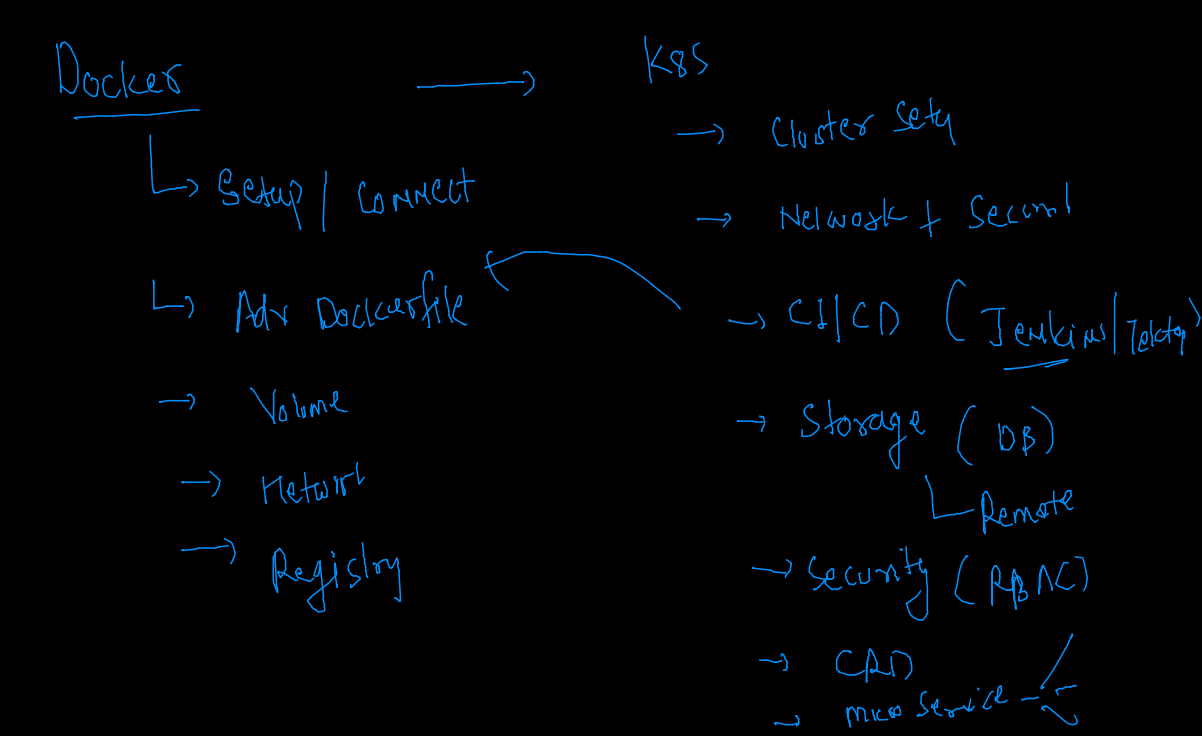 Docker
Setup | Connect
Adv Dockerfile
Volume
Network
Registry
K8S
Cluster Setup
Network + Securit
CI|CD (Jenkins | Tekton)
Storage (DB)
Remote
Security (RBAC)
CRD
Micro Service